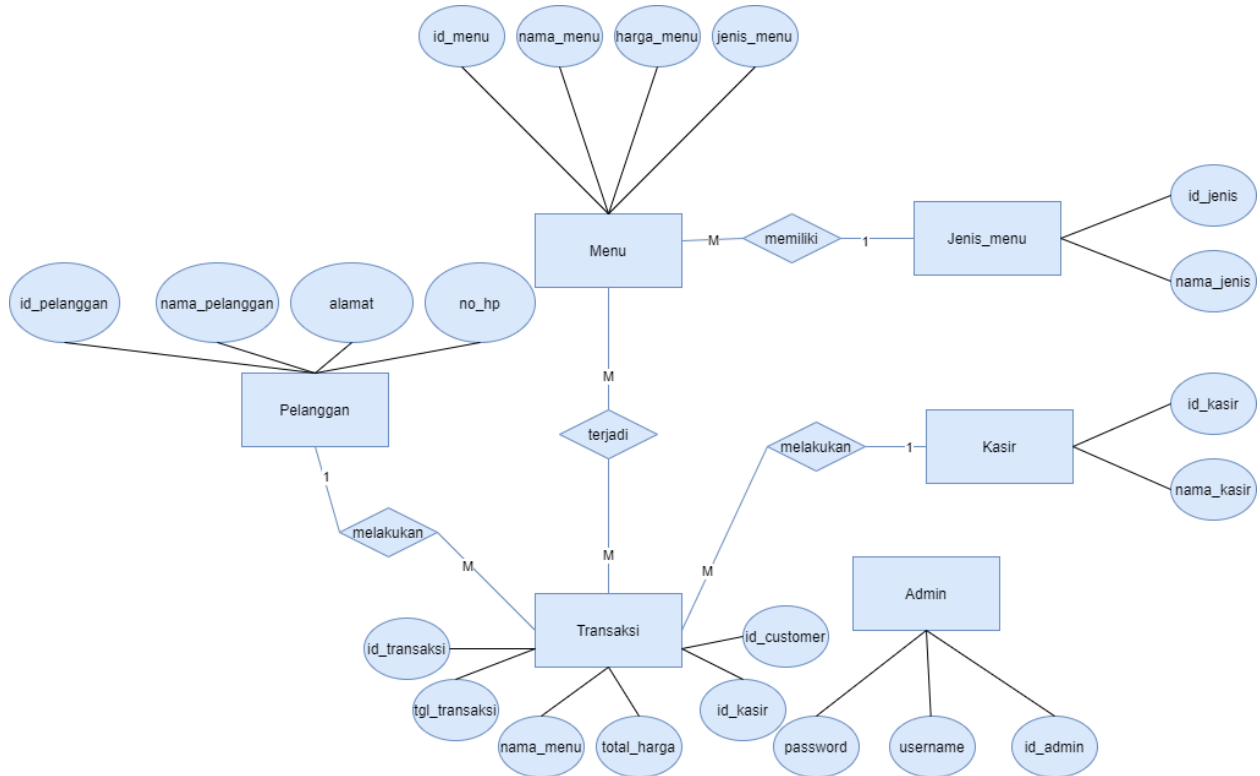 id_menu
nama_menu
harga_menu
jenis_menu
Menu
M
memiliki
1
Jenis_menu
id_jenis
nama_jenis
id_pelanggan
nama_pelanggan
alamat
no_hp
Pelanggan
M
terjadi
M
melakukan
1
Kasir
id_kasir
nama_kasir
1
melakukan
M
M
Transaksi
id_transaksi
tgl_transaksi
nama_menu
total_harga
id_customer
id_kasir
Admin
password
username
id_admin